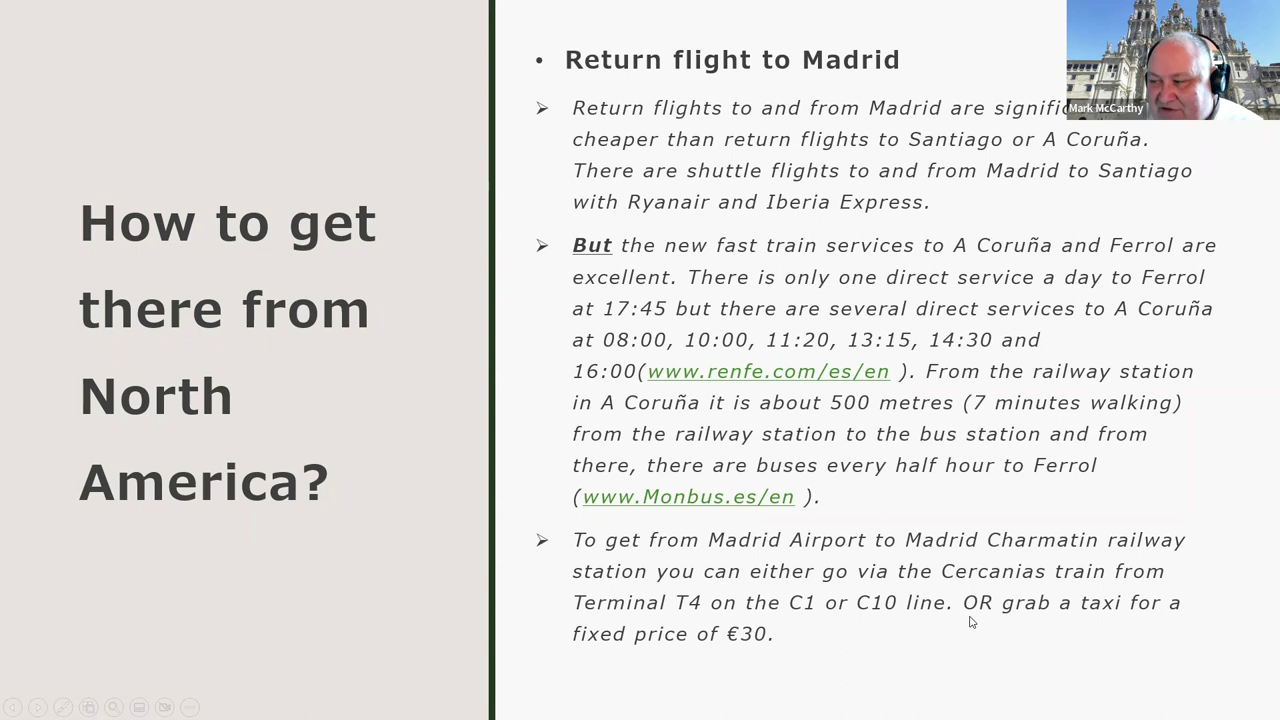 How to get
there from
North
America?
• Return flight to Madrid
Return flights to and from Madrid are
cheaper than return flights to Santiago or A Coruña.
There are shuttle flights to and from Madrid to Santiago
with Ryanair and Iberia Express.
But the new fast train services to A Coruña and Ferrol are
excellent. There is only one direct service a day to Ferrol
at 17:45 but there are several direct services to A Coruña
at 08:00, 10:00, 11:20, 13:15, 14:30 and
16:00(www.renfe.com/es/en ). From the railway station
in A Coruña it is about 500 metres (7 minutes walking)
from the railway station to the bus station and from
there, there are buses every half hour to Ferrol
(www.Monbus.es/en ).
To get from Madrid Airport to Madrid Charmatin railway
station you can either go via the Cercanias train from
Terminal T4 on the C1 or C10 line. OR grab a taxi for a
fixed price of €30.
Mark McCarthy